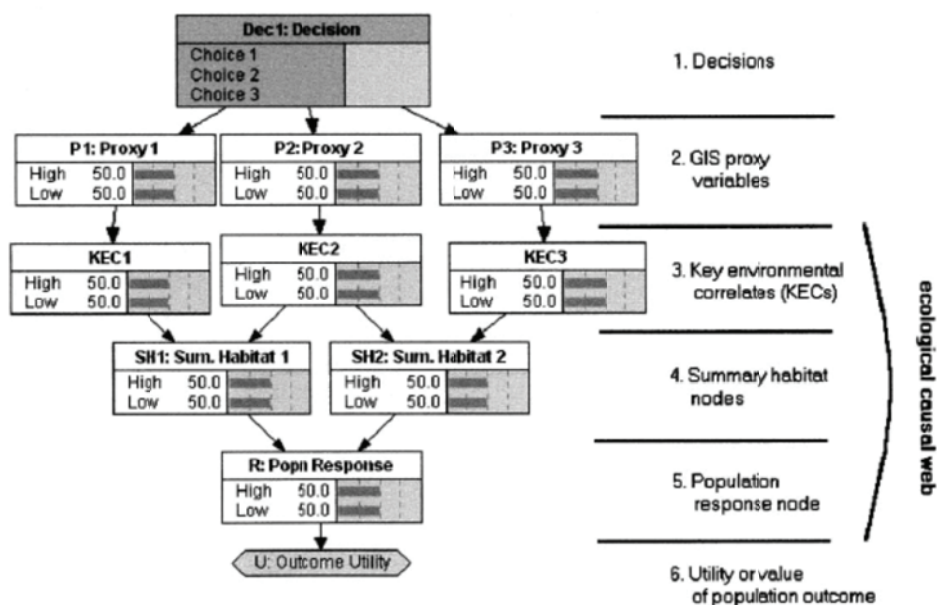 Dec1: Decision
Choice 1
Choice 2
Choice 3
1. Decisions
P1: Proxy 1
High 50.0
Low 50.0
P2: Proxy 2
High 50.0
Low 50.0
P3: Proxy 3
High 50.0
Low 50.0
2. GIS proxy
variables
KEC1
High 50.0
Low 50.0
KEC2
High 50.0
Low 50.0
KEC3
High 50.0
Low 50.0
3. Key environmental
correlates (KECs)
SH1: Sum. Habitat 1
High 50.0
Low 50.0
SH2: Sum. Habitat 2
High 50.0
Low 50.0
4. Summary habitat
nodes
R: Popn Response
High 50.0
Low 50.0
5. Population
response node
U: Outcome Utility
6. Utility or value
of population outcome
ecological causal web